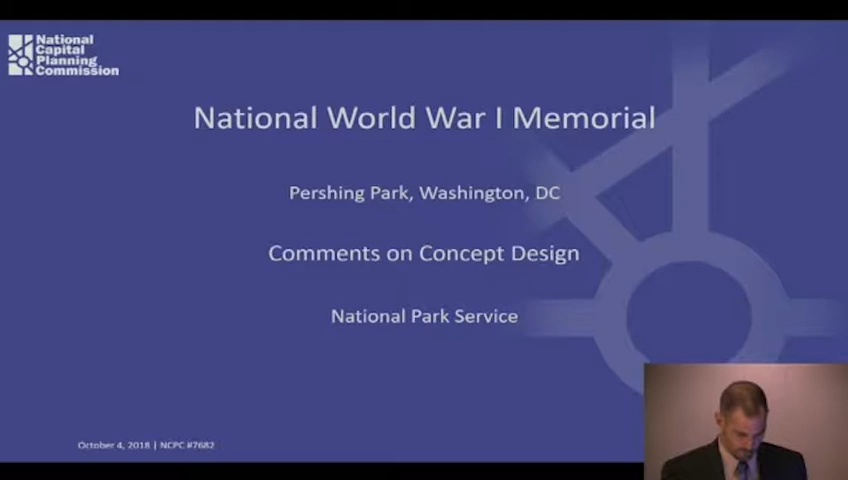 National
Capital
Planning
Commission
National World War I Memorial
Pershing Park, Washington, DC
Comments on Concept Design
National Park Service
October 4, 2018 | NCPC #7682